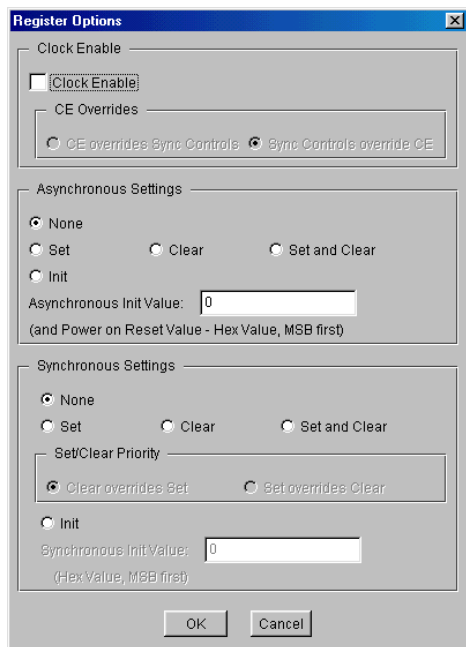 Register Options
Clock Enable
Clock Enable
CE Overrides
CE overrides Sync Controls Sync Controls override CE
Asynchronous Settings
None
Set Clear Set and Clear
Init
Asynchronous Init Value: 0
(and Power on Reset Value - Hex Value, MSB first)
Synchronous Settings
None
Set Clear Set and Clear
Set/Clear Priority
Clear overrides Set Set overrides Clear
Init
Synchronous Init Value: 0
(Hex Value, MSB first)
OK Cancel